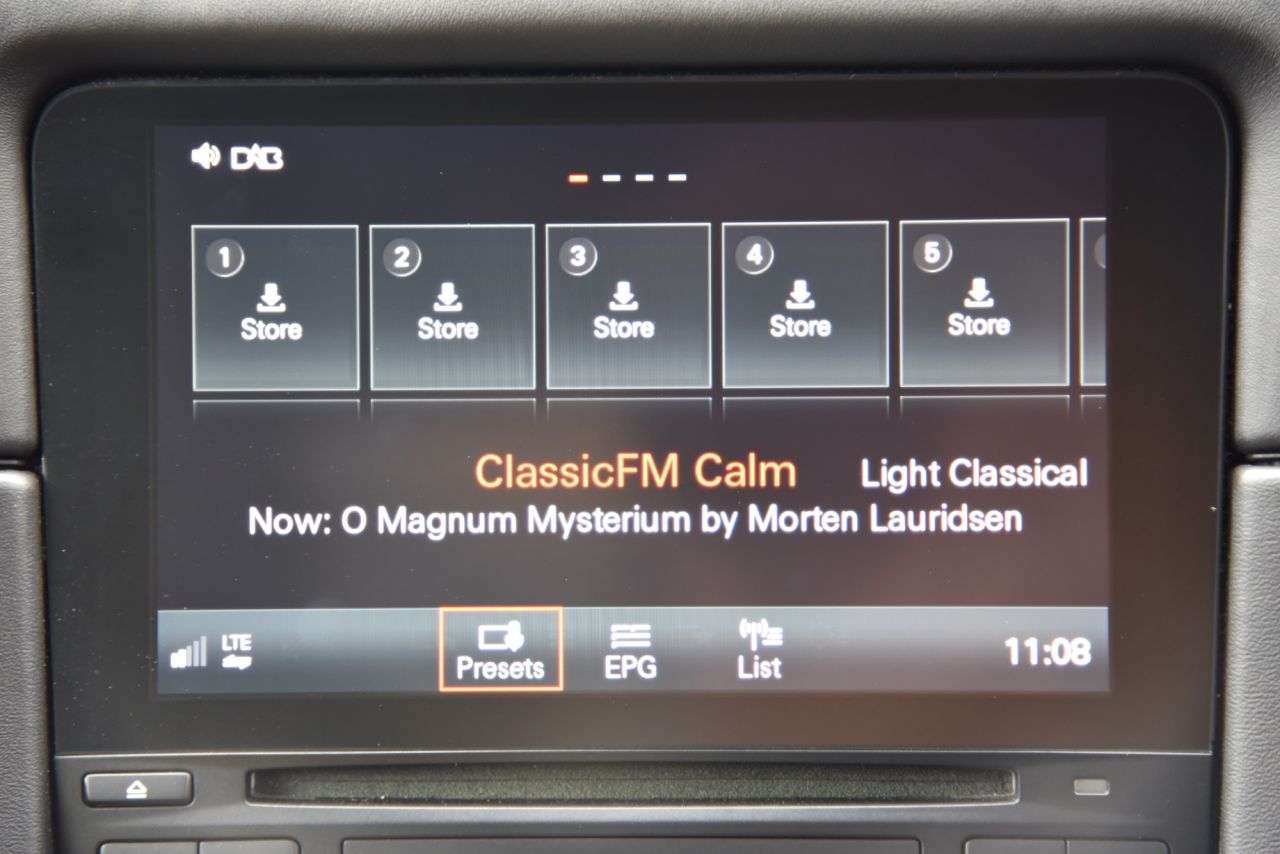 DAB
1 2 3 4 5
Store Store Store Store Store
ClassicFM Calm Light Classical
Now: O Magnum Mysterium by Morten Lauridsen
LTE
Presets EPG List 11:08